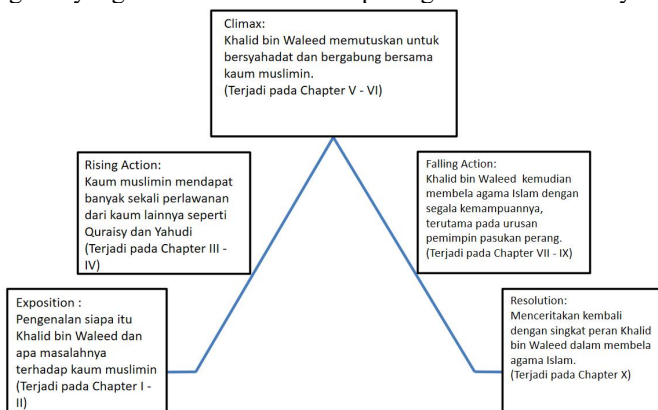 Climax:
Khalid bin Waleed memutuskan untuk
bersyahadat dan bergabung bersama
kaum muslimin.
(Terjadi pada Chapter V - VI)
Rising Action:
Kaum muslimin mendapat
banyak sekali perlawanan
dari kaum lainnya seperti
Quraisy dan Yahudi
(Terjadi pada Chapter III -
IV)
Falling Action:
Khalid bin Waleed kemudian
membela agama Islam dengan
segala kemampuannya,
terutama pada urusan
pemimpin pasukan perang.
(Terjadi pada Chapter VII - IX)
Exposition :
Pengenalan siapa itu
Khalid bin Waleed dan
apa masalahnya
terhadap kaum muslimin
(Terjadi pada Chapter I -
II)
Resolution:
Menceritakan kembali
dengan singkat peran Khalid
bin Waleed dalam membela
agama Islam.
(Terjadi pada Chapter X)